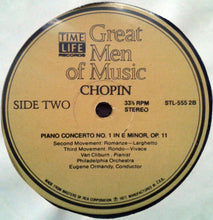 TIME
LIFE
RECORDS
Great
Men
of Music
CHOPIN
SIDE TWO
33⅓ RPM
STEREO
STL-555 2B
PIANO CONCERTO NO. 1 IN E MINOR, OP. 11
Second Movement: Romanze—Larghetto
Third Movement: Rondo—Vivace
Van Cliburn, Pianist
Philadelphia Orchestra
Eugene Ormandy, Conductor